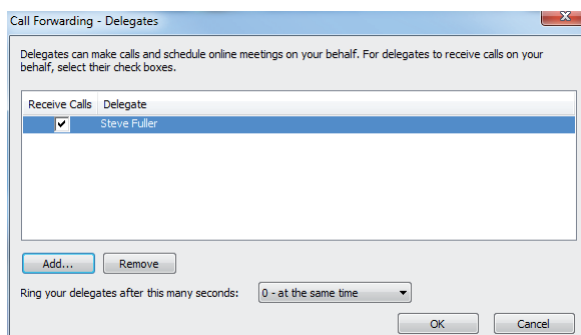 Call Forwarding - Delegates
Delegates can make calls and schedule online meetings on your behalf. For delegates to receive calls on your
behalf, select their check boxes.
Receive Calls Delegate
Steve Fuller
Add... Remove
Ring your delegates after this many seconds: 0 - at the same time
OK Cancel